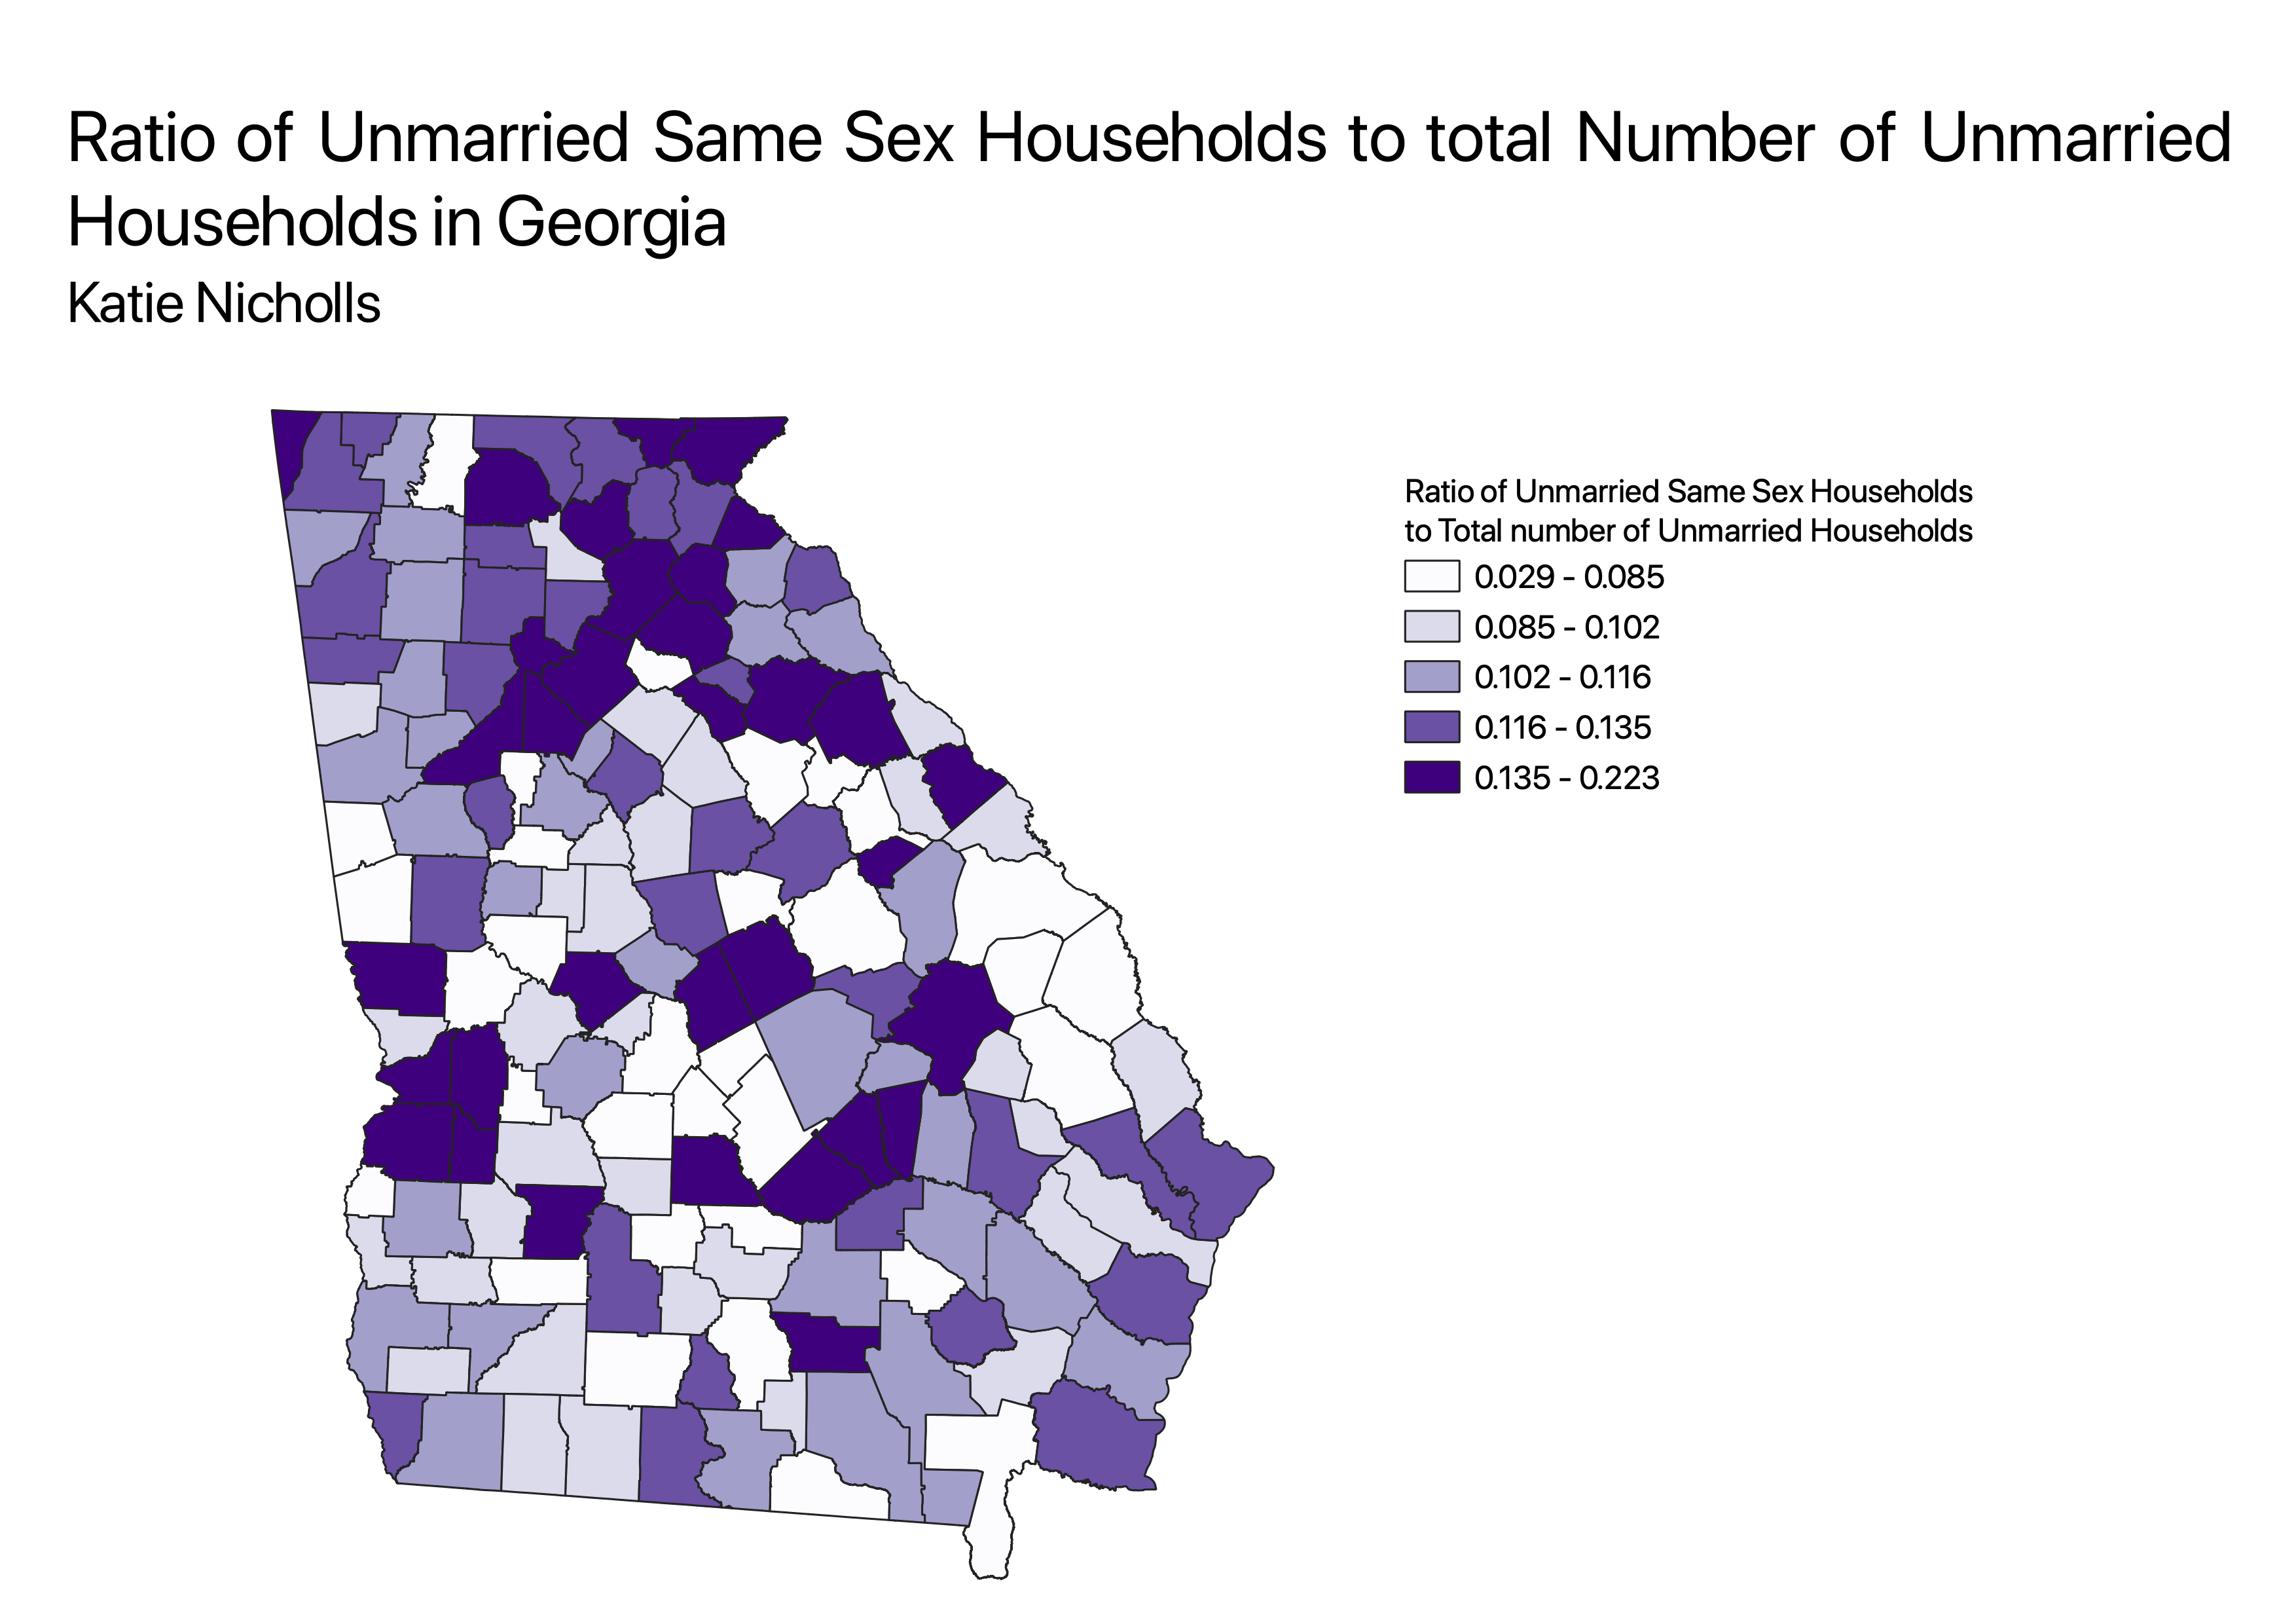 Ratio of Unmarried Same Sex Households to total Number of Unmarried
Households in Georgia
Katie Nicholls
Ratio of Unmarried Same Sex Households
to Total number of Unmarried Households
0.029 - 0.085
0.085 - 0.102
0.102 - 0.116
0.116 - 0.135
0.135 - 0.223